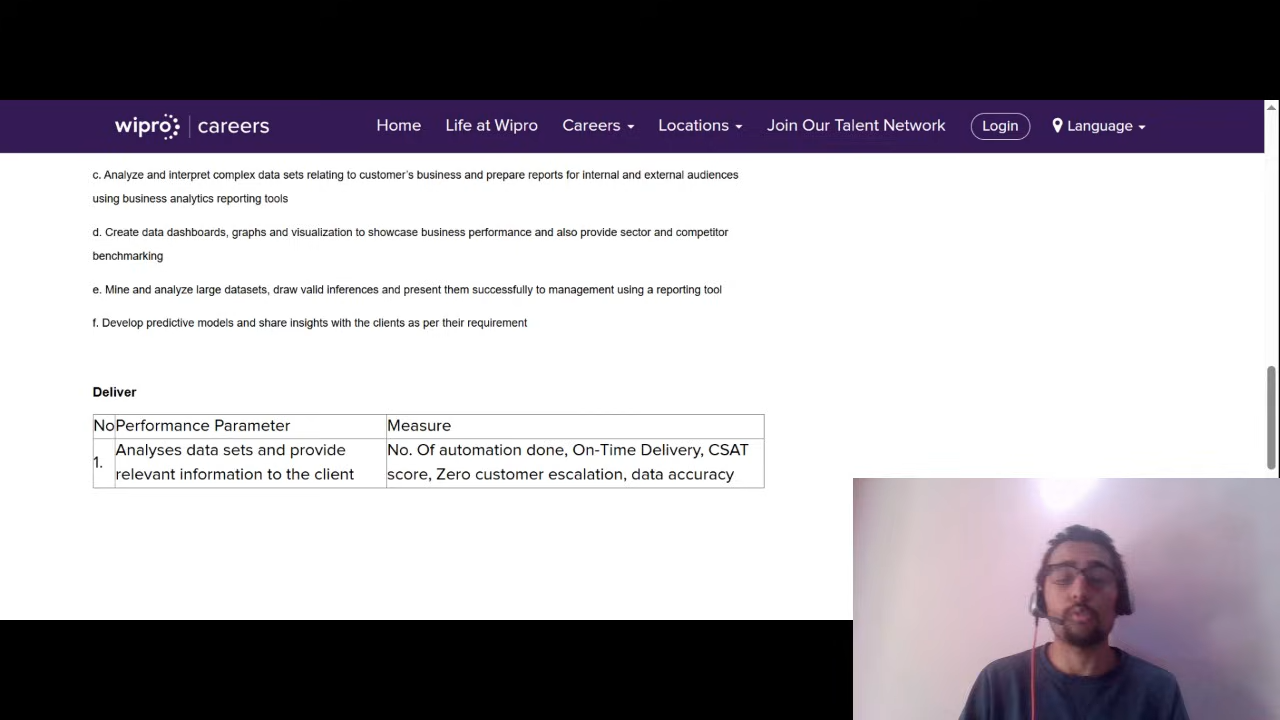 wipro | careers
Home Life at Wipro Careers Locations Join Our Talent Network Login Language
c. Analyze and interpret complex data sets relating to customer’s business and prepare reports for internal and external audiences
using business analytics reporting tools
d. Create data dashboards, graphs and visualization to showcase business performance and also provide sector and competitor
benchmarking
e. Mine and analyze large datasets, draw valid inferences and present them successfully to management using a reporting tool
f. Develop predictive models and share insights with the clients as per their requirement
Deliver
No Performance Parameter Measure
1. Analyses data sets and provide relevant information to the client
No. Of automation done, On-Time Delivery, CSAT
score, Zero customer escalation, data accuracy